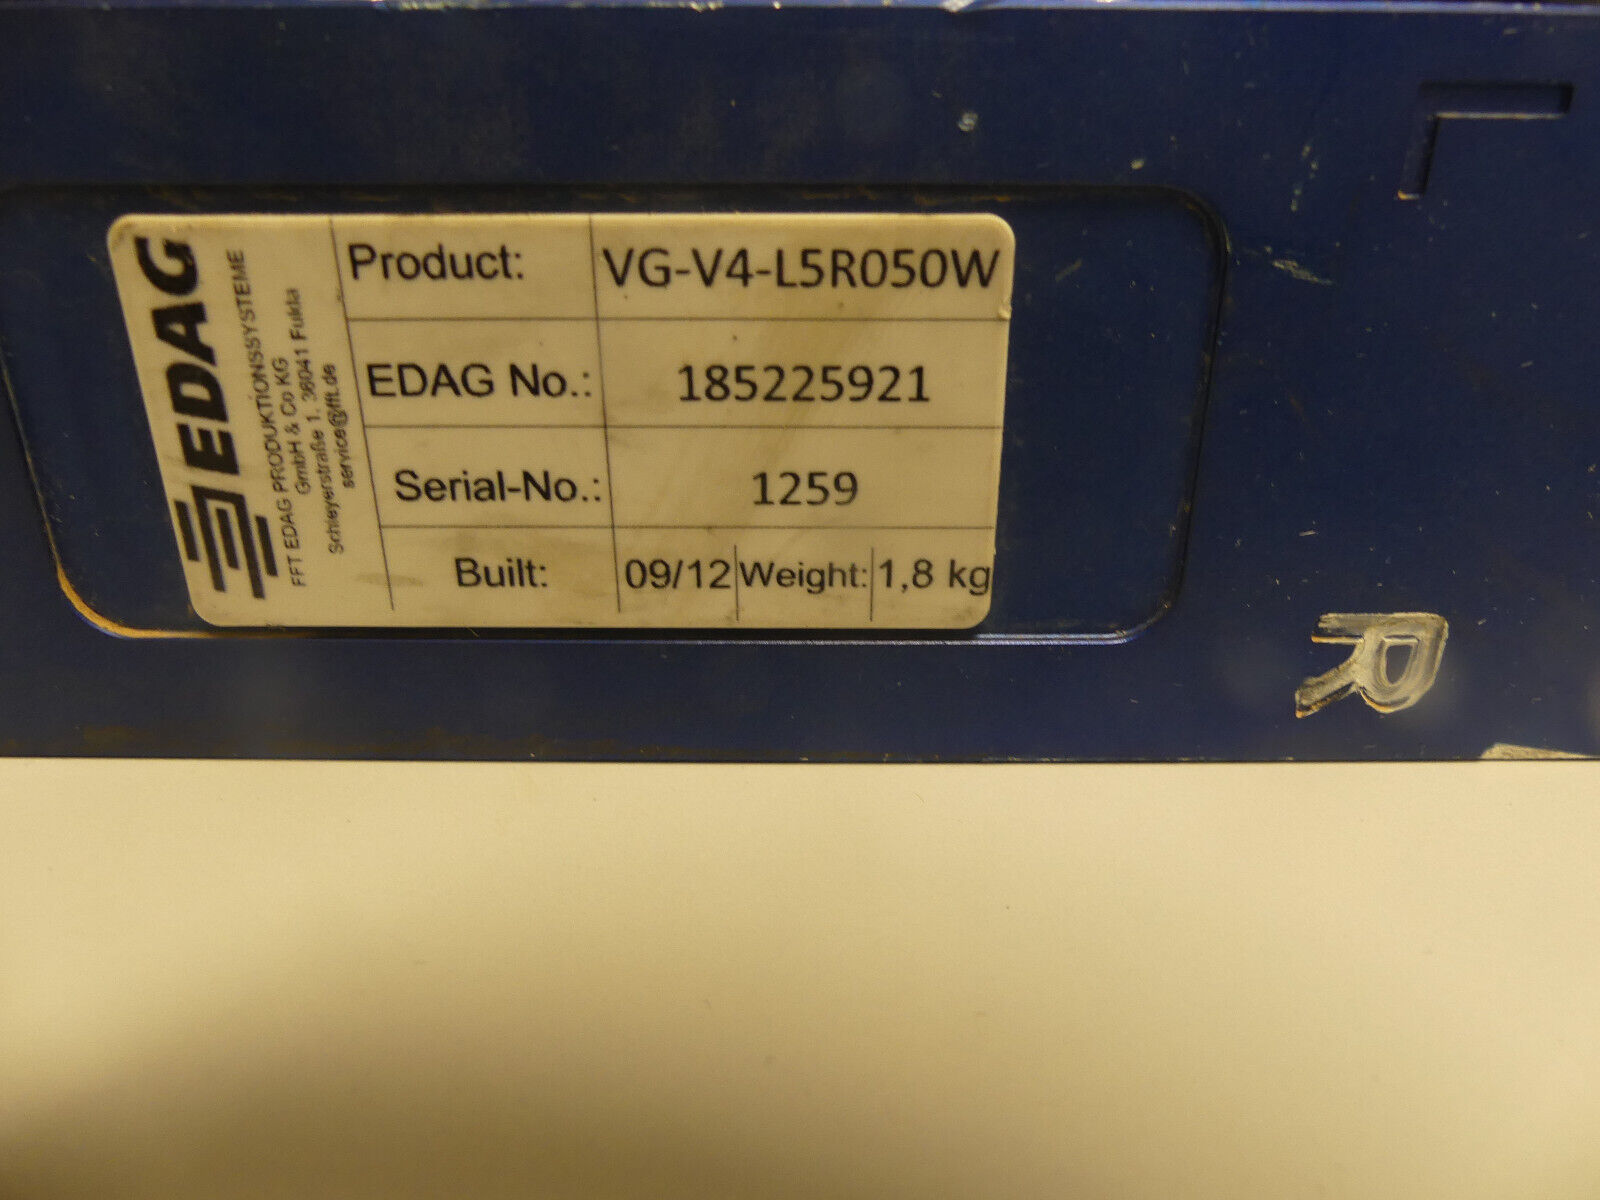 EDAG
FFT EDAG PRODUKTIONSSYSTEME
GmbH & Co KG
Schleyerstraße 1, 36041 Fulda
service@fft.de
Product: VG-V4-L5R050W
EDAG No.: 185225921
Serial-No.: 1259
Built: 09/12 Weight: 1,8 kg
L
R